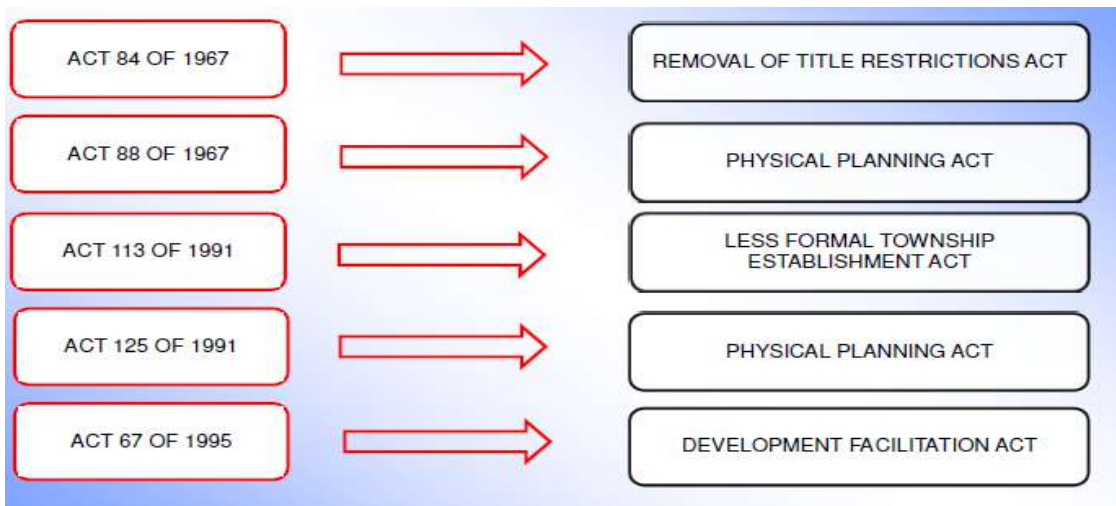 ACT 84 OF 1967
REMOVAL OF TITLE RESTRICTIONS ACT
ACT 88 OF 1967
PHYSICAL PLANNING ACT
ACT 113 OF 1991
LESS FORMAL TOWNSHIP
ESTABLISHMENT ACT
ACT 125 OF 1991
PHYSICAL PLANNING ACT
ACT 67 OF 1995
DEVELOPMENT FACILITATION ACT